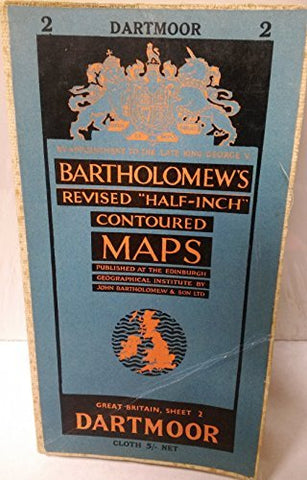 2 DARTMOOR 2
BY APPOINTMENT TO THE LATE KING GEORGE V
BARTHOLOMEW'S
REVISED "HALF-INCH"
CONTOURED
MAPS
PUBLISHED AT THE EDINBURGH
GEOGRAPHICAL INSTITUTE BY
JOHN BARTHOLOMEW & SON LTD
GREAT BRITAIN, SHEET 2
DARTMOOR
CLOTH 5/- NET